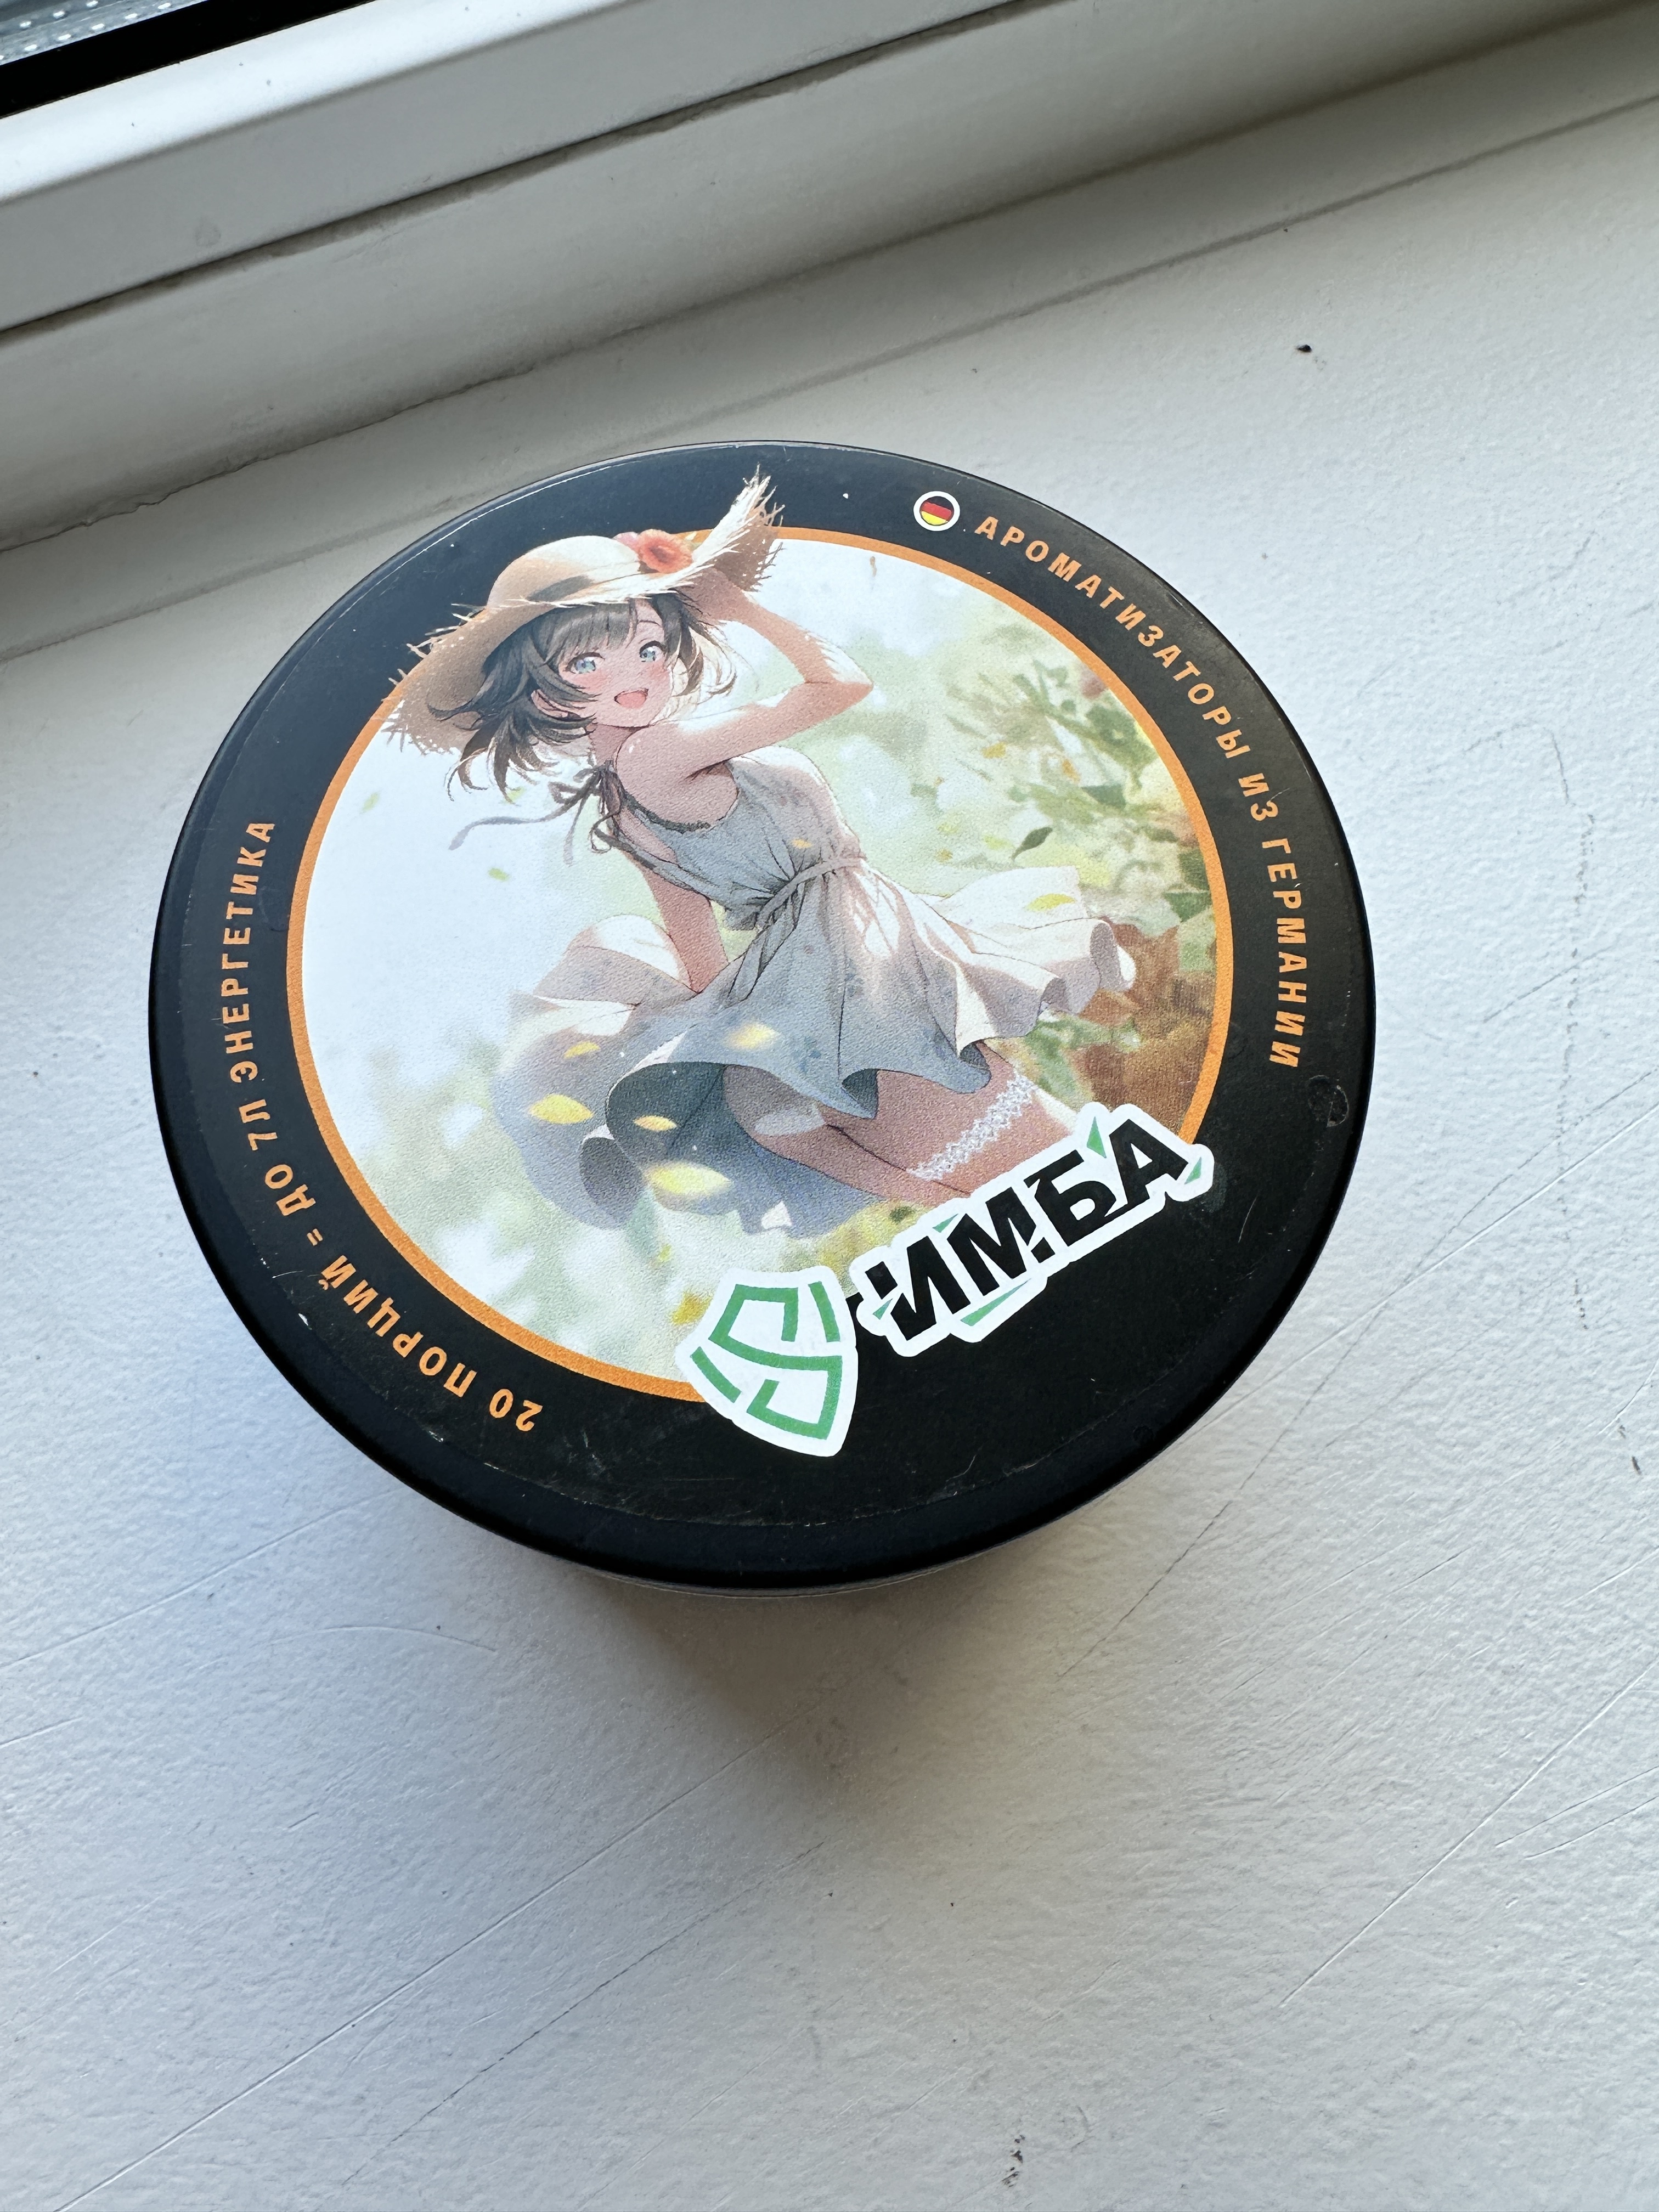 АРОМАТИЗАТОРЫ ИЗ ГЕРМАНИИ
20 ПОРЦИЙ = ДО 7Л ЭНЕРГЕТИКА
ИМБА